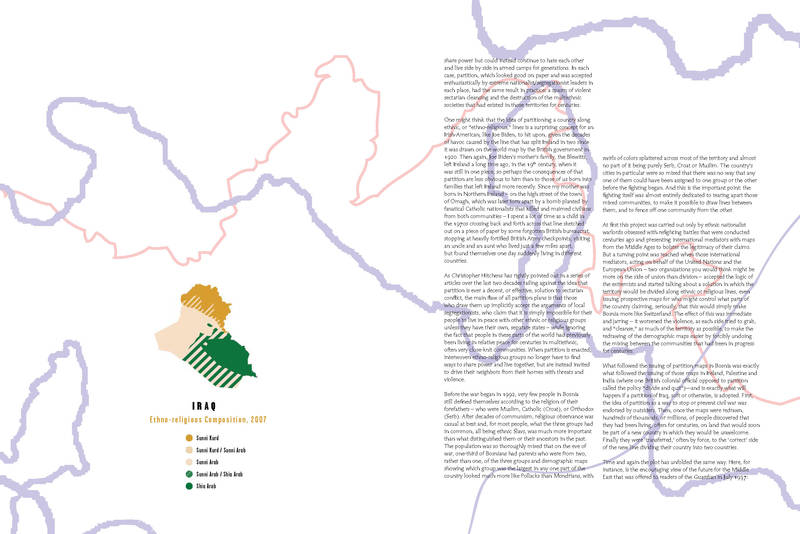 IRAQ
Ethno-religious Composition, 2007
Sunni Kurd
Sunni Kurd / Sunni Arab
Sunni Arab
Sunni Arab / Shia Arab
Shia Arab
share power but could instead continue to hate each other
and live side by side in armed camps for generations. In each
case, partition, which looked good on paper and was accepted
enthusiastically by extreme nationalist/segregationist leaders in
each place, had the same result in practice: a spasm of violent
sectarian cleansing and the destruction of the multiethnic
societies that had existed in those territories for centuries.
One might think that the idea of partitioning a country along
ethnic, or "ethno-religious" lines is a surprising concept for an
Irish-American, like Joe Biden, to hit upon, given the decades
of havoc caused by the line that has split Ireland in two since
it was drawn on the world map by the British government in
1920. Then again, Joe Biden's mother's family, the Blewitts,
left Ireland a long time ago, in the 19th century, when it
was still in one piece, so perhaps the consequences of that
partition are less obvious to him than to those of us born into
families that left Ireland more recently. Since my mother was
born in Northern Ireland – on the high street of the town
of Omagh, which was later torn apart by a bomb planted by
fanatical Catholic nationalists that killed and maimed civilians
from both communities – I spent a lot of time as a child in
the 1970s crossing back and forth across that line sketched
out on a piece of paper by some forgotten British bureaucrat,
stopping at heavily fortified British Army checkpoints, visiting
an uncle and an aunt who lived just a few miles apart,
but found themselves one day suddenly living in different
countries.
As Christopher Hitchens has rightly pointed out in a series of
articles over the last two decades railing against the idea that
partition is ever a decent, or effective, solution to sectarian
conflict, the main flaw of all partition plans is that those
who draw them up implicitly accept the arguments of local
segregationists, who claim that it is simply impossible for their
people to live in peace with other ethnic or religious groups
unless they have their own, separate states – while ignoring
the fact that people in these parts of the world had previously
been living in relative peace for centuries in multiethnic,
often very close-knit communities. When partition is enacted,
interwoven ethno-religious groups no longer have to find
ways to share power and live together, but are instead invited
to drive their neighbors from their homes with threats and
violence.
Before the war began in 1992, very few people in Bosnia
still defined themselves according to the religion of their
forefathers – who were Muslim, Catholic (Croat), or Orthodox
(Serb). After decades of communism, religious observance was
casual at best and, for most people, what the three groups had
in common, all being ethnic Slavs, was much more important
than what distinguished them or their ancestors in the past.
The population was so thoroughly mixed that on the eve of
war, one-third of Bosnians had parents who were from two,
rather than one, of the three groups and demographic maps
showing which group was the largest in any one part of the
country looked much more like Pollocks than Mondrians, with
swirls of colors splattered across most of the territory and almost
no part of it being purely Serb, Croat or Muslim. The country's
cities in particular were so mixed that there was no way that any
one of them could have been assigned to one group or the other
before the fighting began. And this is the important point: the
fighting itself was almost entirely dedicated to tearing apart those
mixed communities, to make it possible to draw lines between
them, and to fence off one community from the other.
At first this project was carried out only by ethnic nationalist
warlords obsessed with refighting battles that were conducted
centuries ago and presenting international mediators with maps
from the Middle Ages to bolster the legitimacy of their claims.
But a turning point was reached when those international
mediators, acting on behalf of the United Nations and the
European Union – two organizations you would think might be
more on the side of union than division – accepted the logic of
the extremists and started talking about a solution in which the
territory would be divided along ethnic or religious lines, even
issuing prospective maps for who might control what parts of
the country claiming, seriously, that this would simply make
Bosnia more like Switzerland. The effect of this was immediate
and jarring – it worsened the violence, as each side tried to grab,
and "cleanse," as much of the territory as possible, to make the
redrawing of the demographic maps easier by forcibly undoing
the mixing between the communities that had been in progress
for centuries.
What followed the issuing of partition maps in Bosnia was exactly
what followed the issuing of those maps in Ireland, Palestine and
India (where one British colonial official opposed to partition
called the policy "divide and quit")—and is exactly what will
happen if a partition of Iraq, soft or otherwise, is adopted. First,
the idea of partition as a way to stop or prevent civil war was
endorsed by outsiders. Then, once the maps were redrawn,
hundreds of thousands, or millions, of people discovered that
they had been living, often for centuries, on land that would soon
be part of a new country in which they would be unwelcome.
Finally they were 'transferred,' often by force, to the 'correct' side
of the new line dividing their country into two countries.
Time and again the plot has unfolded the same way. Here, for
instance, is the encouraging view of the future for the Middle
East that was offered to readers of the Guardian in July 1937: